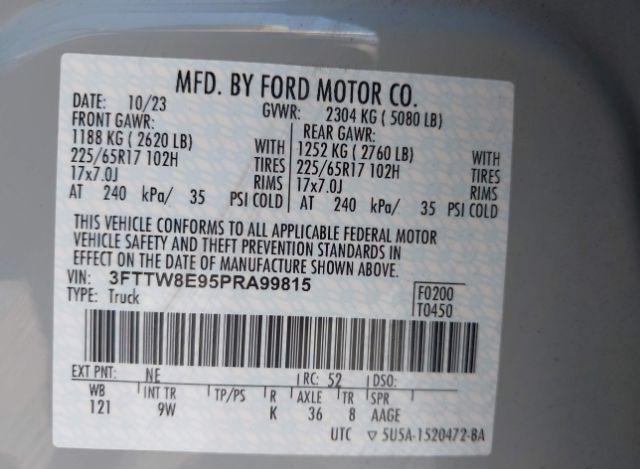 MFD. BY FORD MOTOR CO.
DATE: 10/23 GVWR: 2304 KG ( 5080 LB)
FRONT GAWR: REAR GAWR:
1188 KG ( 2620 LB) WITH 1252 KG ( 2760 LB) WITH
225/65R17 102H TIRES 225/65R17 102H TIRES
17x7.0J RIMS 17x7.0J RIMS
AT 240 kPa/ 35 PSI COLD AT 240 kPa/ 35 PSI COLD
THIS VEHICLE CONFORMS TO ALL APPLICABLE FEDERAL MOTOR
VEHICLE SAFETY AND THEFT PREVENTION STANDARDS IN
EFFECT ON THE DATE OF MANUFACTURE SHOWN ABOVE.
VIN: 3FTTW8E95PRA99815 F0200
TYPE: Truck T0450
EXT PNT: NE RC: 52 DSO:
WB INT TR TP/PS R AXLE TR SPR
121 9W K 36 8 AAGE
UTC ▽ 5U5A-1520472-BA